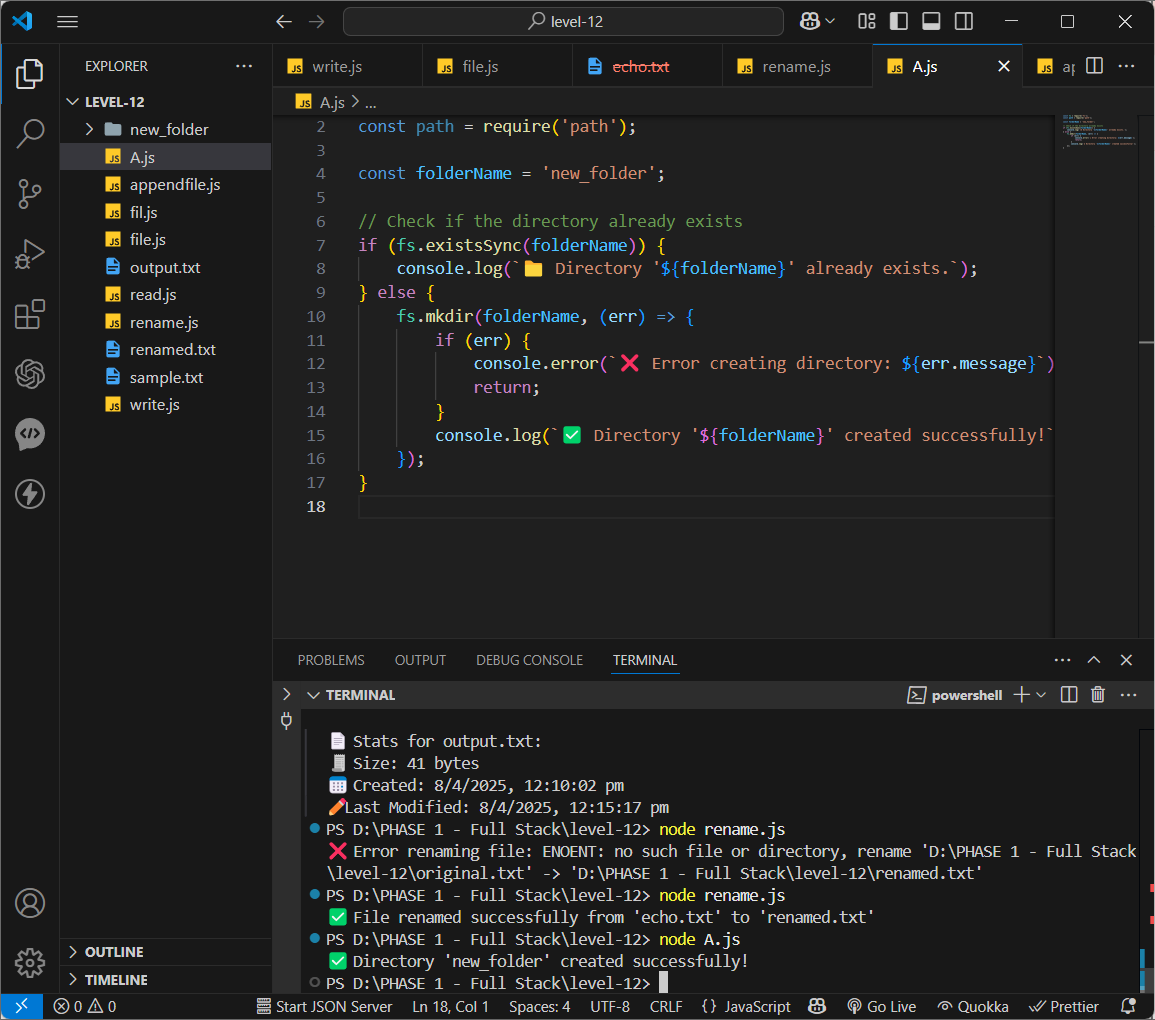 level-12
EXPLORER
LEVEL-12
new_folder
A.js
appendfile.js
fil.js
file.js
output.txt
read.js
rename.js
renamed.txt
sample.txt
write.js
OUTLINE
TIMELINE
write.js
file.js
echo.txt
rename.js
A.js
A.js > ...
2 const path = require('path');
3
4 const folderName = 'new_folder';
5
6 // Check if the directory already exists
7 if (fs.existsSync(folderName)) {
8 console.log(`📁 Directory '${folderName}' already exists.`);
9 } else {
10 fs.mkdir(folderName, (err) => {
11 if (err) {
12 console.error(`❌ Error creating directory: ${err.message}`)
13 return;
14 }
15 console.log(`✅ Directory '${folderName}' created successfully!`
16 });
17 }
18
PROBLEMS OUTPUT DEBUG CONSOLE TERMINAL
TERMINAL
powershell
📄 Stats for output.txt:
🧾 Size: 41 bytes
📅 Created: 8/4/2025, 12:10:02 pm
✏️Last Modified: 8/4/2025, 12:15:17 pm
PS D:\PHASE 1 - Full Stack\level-12> node rename.js
❌ Error renaming file: ENOENT: no such file or directory, rename 'D:\PHASE 1 - Full Stack
\level-12\original.txt' -> 'D:\PHASE 1 - Full Stack\level-12\renamed.txt'
PS D:\PHASE 1 - Full Stack\level-12> node rename.js
✅ File renamed successfully from 'echo.txt' to 'renamed.txt'
PS D:\PHASE 1 - Full Stack\level-12> node A.js
✅ Directory 'new_folder' created successfully!
PS D:\PHASE 1 - Full Stack\level-12>
0 0 Start JSON Server Ln 18, Col 1 Spaces: 4 UTF-8 CRLF {} JavaScript Go Live Quokka Prettier